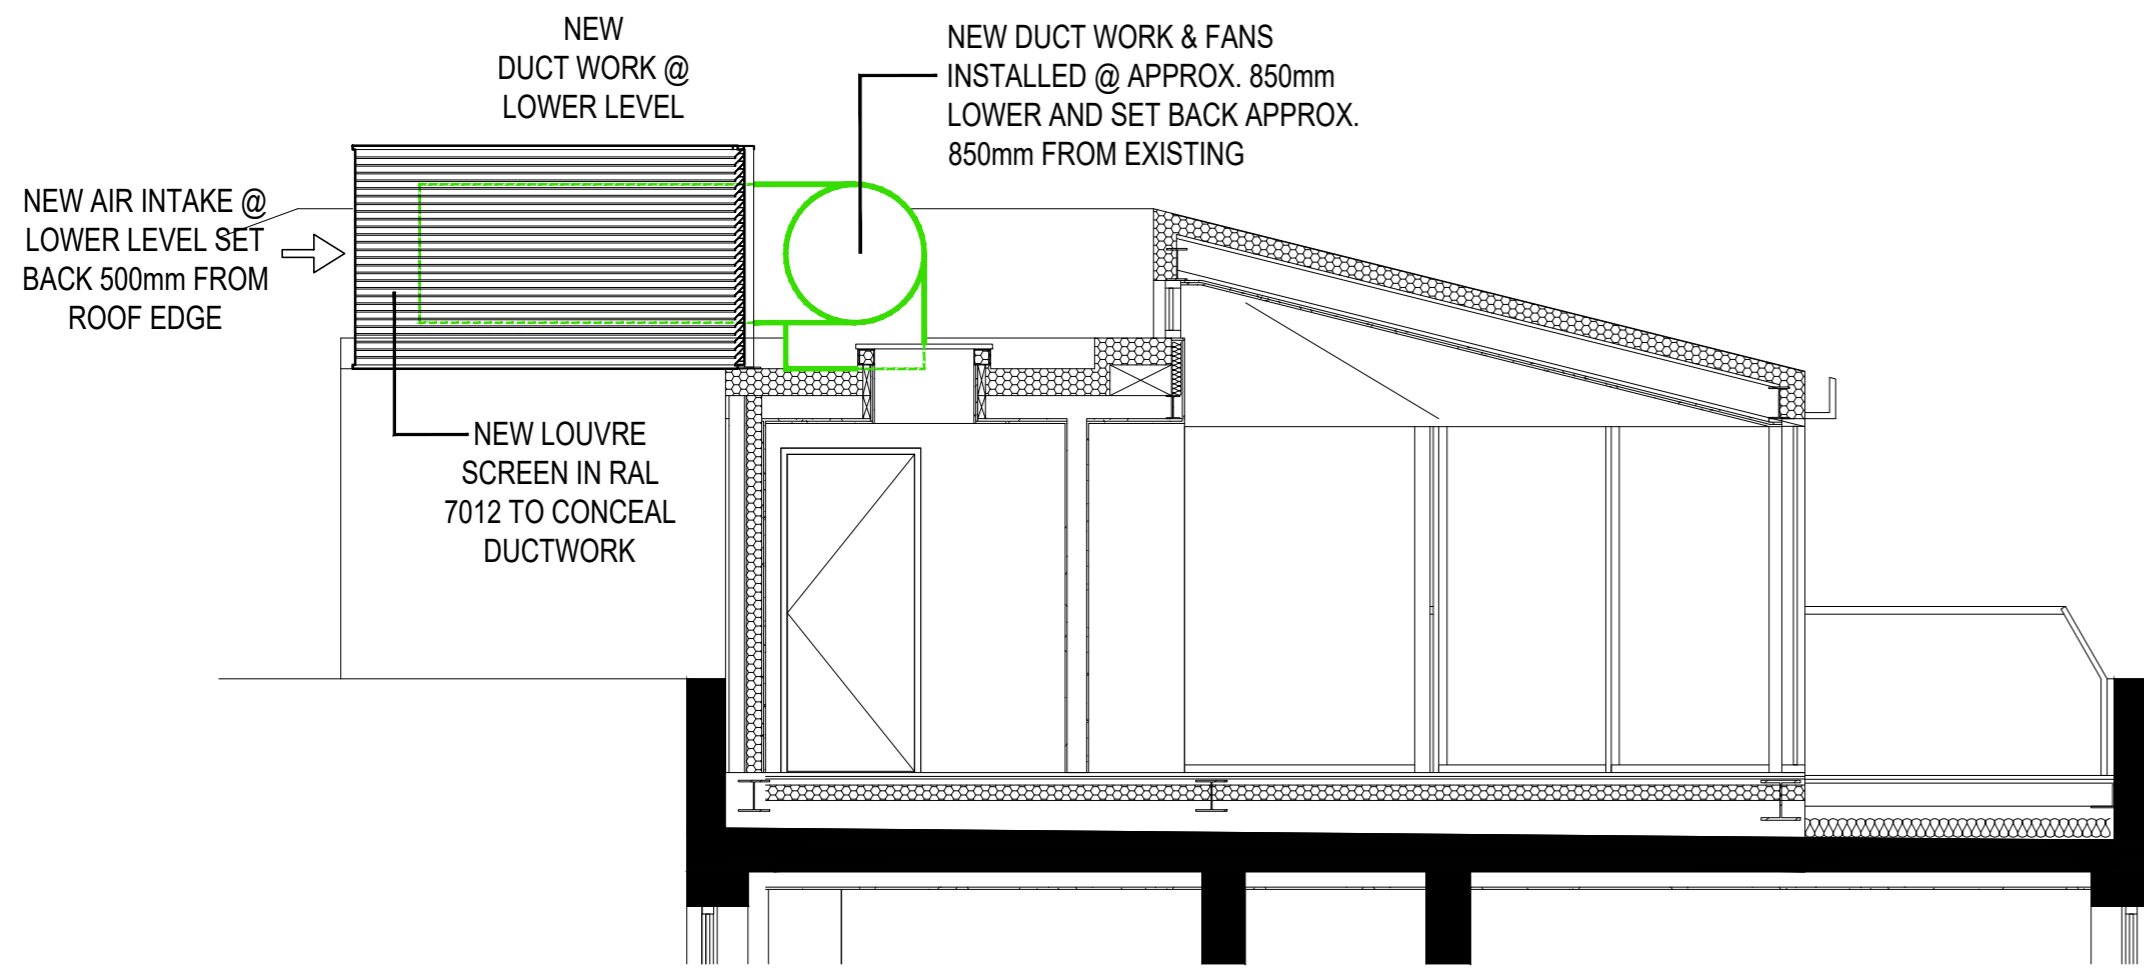 NEW
DUCT WORK @
LOWER LEVEL
NEW DUCT WORK & FANS
INSTALLED @ APPROX. 850mm
LOWER AND SET BACK APPROX.
850mm FROM EXISTING
NEW AIR INTAKE @
LOWER LEVEL SET
BACK 500mm FROM
ROOF EDGE
NEW LOUVRE
SCREEN IN RAL
7012 TO CONCEAL
DUCTWORK